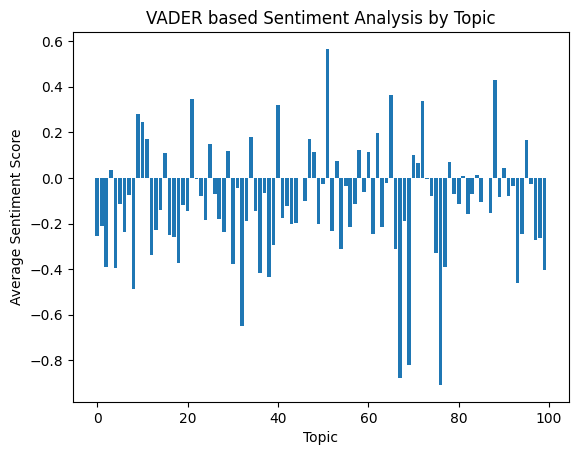 VADER based Sentiment Analysis by Topic
Average Sentiment Score
0.6
0.4
0.2
0.0
−0.2
−0.4
−0.6
−0.8
0 20 40 60 80 100
Topic